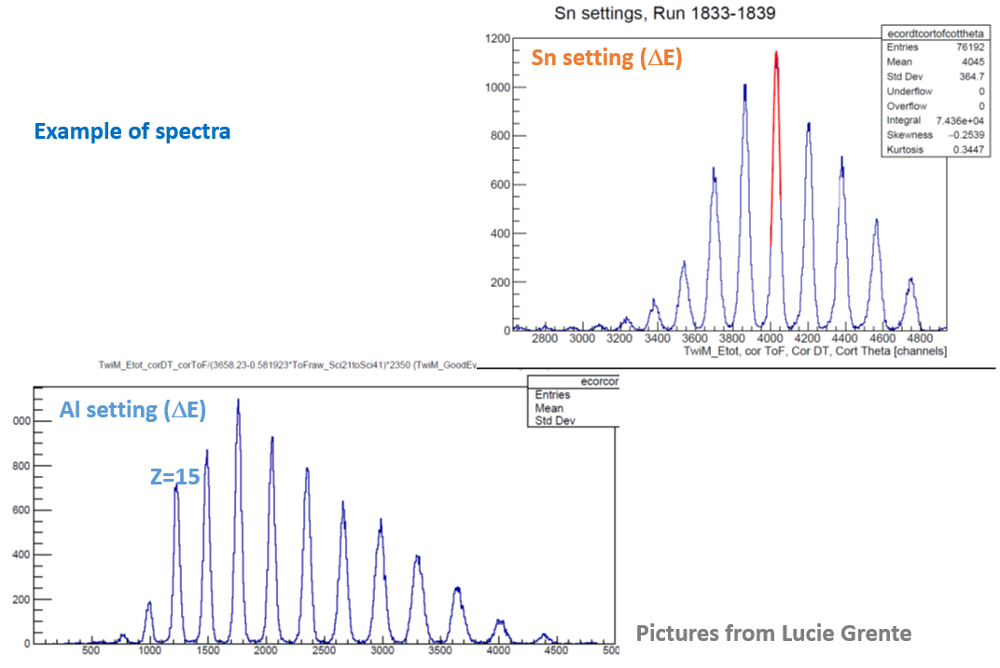 Sn settings, Run 1833-1839
Sn setting (ΔE)
ecordtcortofcottheta
Entries 76192
Mean 4045
Std Dev 364.7
Underflow 0
Overflow 0
Integral 7.436e+04
Skewness −0.2539
Kurtosis 0.3447
Example of spectra
1200
1000
800
600
400
200
0
2800 3000 3200 3400 3600 3800 4000 4200 4400 4600 4800
TwiM_Etot, cor ToF, Cor DT, Cort Theta [channels]
TwiM_Etot_corDT_corToF/(3658.23-0.581923*ToFraw_Sci21toSci41)*2350 {TwiM_GoodEv
ecorcor
Entries
Mean
Std Dev
Al setting (ΔE)
Z=15
000
800
600
400
200
0
500 1000 1500 2000 2500 3000 3500 4000 4500 500
Pictures from Lucie Grente